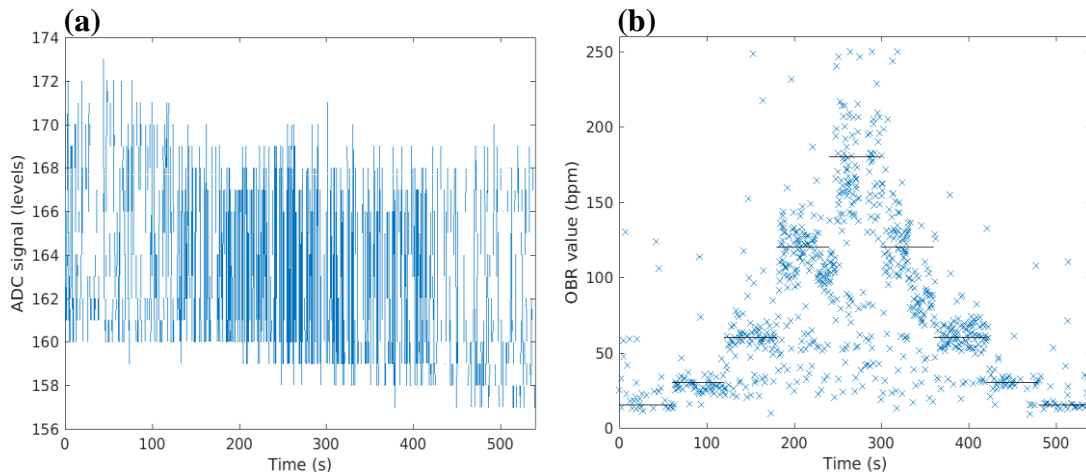 (a)
174
172
170
168
166
164
162
160
158
156
0 100 200 300 400 500
Time (s)
ADC signal (levels)
(b)
250
200
150
100
50
0
0 100 200 300 400 500
Time (s)
OBR value (bpm)